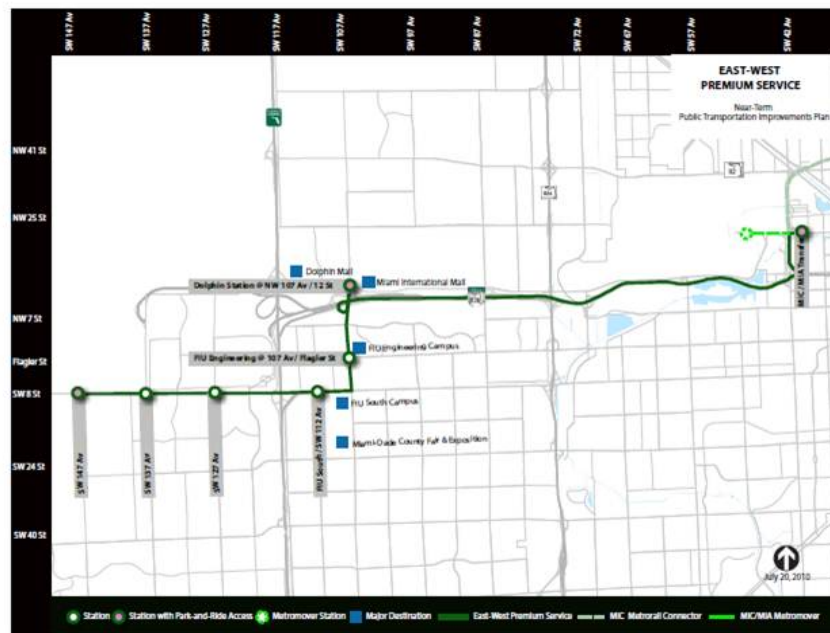 SW 147 Av
SW 137 Av
SW 127 Av
SW 117 Av
SW 107 Av
SW 97 Av
SW 87 Av
SW 72 Av
SW 67 Av
SW 57 Av
SW 42 Av
EAST-WEST
PREMIUM SERVICE
Near-Term
Public Transportation Improvements Plan
NW 41 St
NW 25 St
NW 7 St
Flagler St
SW 8 St
SW 24 St
SW 40 St
Dolphin Mall
Dolphin Station @ NW 107 Av / 12 St
Miami International Mall
MIC/MIA Transfer
FIU Engineering Campus
FIU Engineering @ 107 Av / Flagler St
FIU South Campus
Miami-Dade County Fair & Exposition
SW 147 Av
SW 137 Av
SW 127 Av
FIU South / SW 112 Av
July 20, 2010
Station
Station with Park-and-Ride Access
Metromover Station
Major Destination
East-West Premium Service
MIC Metrorail Connector
MIC/MIA Metromover